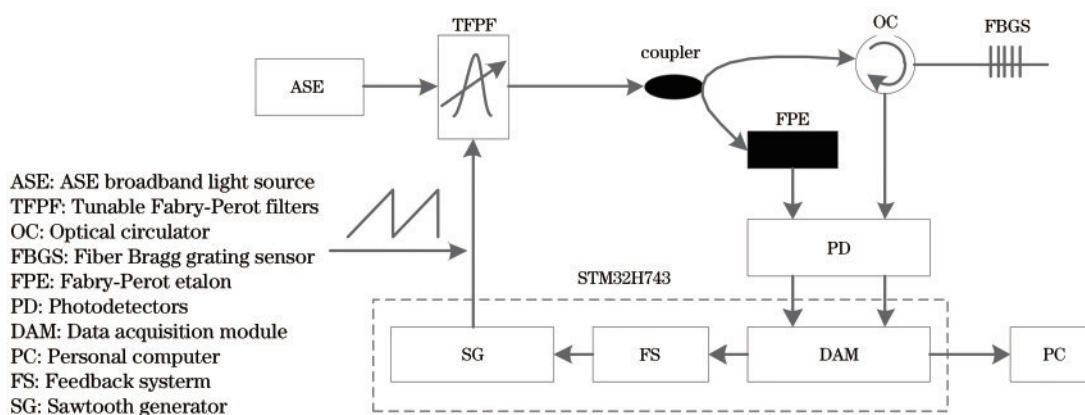 TFPF
OC
FBGS
coupler
ASE
FPE
ASE: ASE broadband light source
TFPF: Tunable Fabry-Perot filters
OC: Optical circulator
FBGS: Fiber Bragg grating sensor
FPE: Fabry-Perot etalon
PD: Photodetectors
DAM: Data acquisition module
PC: Personal computer
FS: Feedback systerm
SG: Sawtooth generator
PD
STM32H743
SG
FS
DAM
PC